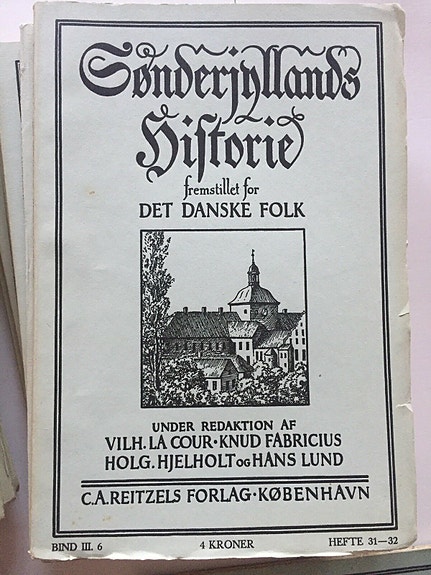 Sønderjyllands
Historie
fremstillet for
DET DANSKE FOLK
UNDER REDAKTION AF
VILH. LA COUR · KNUD FABRICIUS
HOLG. HJELHOLT OG HANS LUND
C.A. REITZELS FORLAG · KØBENHAVN
BIND III. 6 4 KRONER HEFTE 31—32